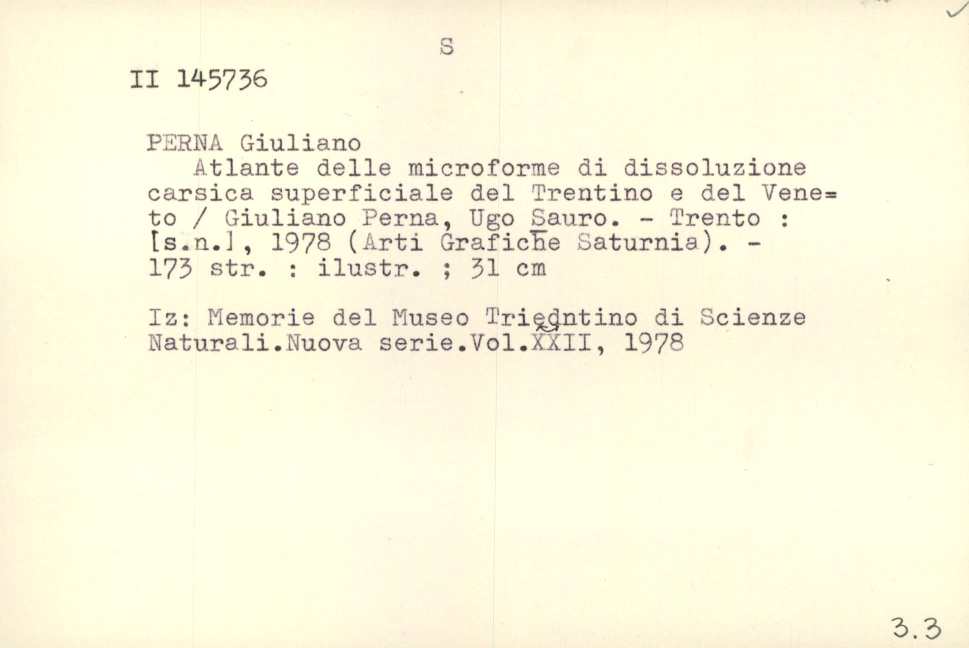 S
II 145736
PERNA Giuliano
Atlante delle microforme di dissoluzione
carsica superficiale del Trentino e del Vene=
to / Giuliano Perna, Ugo Sauro. - Trento :
[s.n.], 1978 (Arti Grafiche Saturnia). -
173 str. : ilustr. ; 31 cm
Iz: Memorie del Museo Triedntino di Scienze
Naturali.Nuova serie.Vol.XXII, 1978
3.3